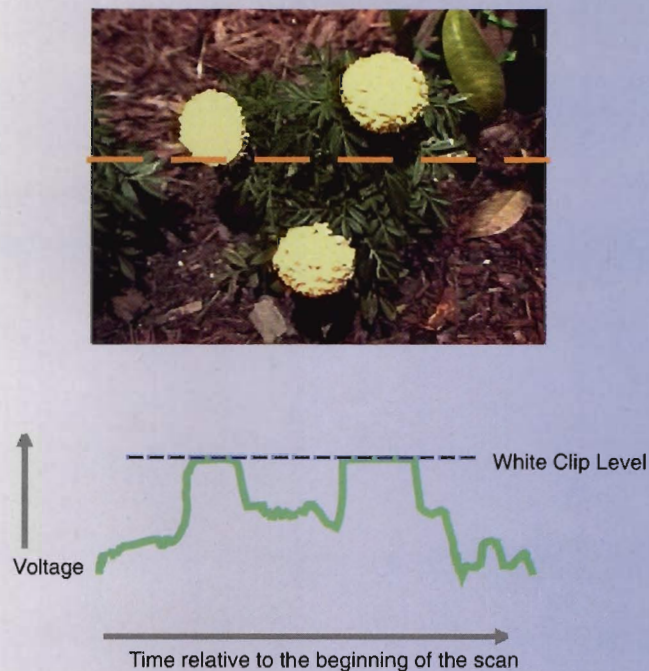 White Clip Level
Voltage
Time relative to the beginning of the scan